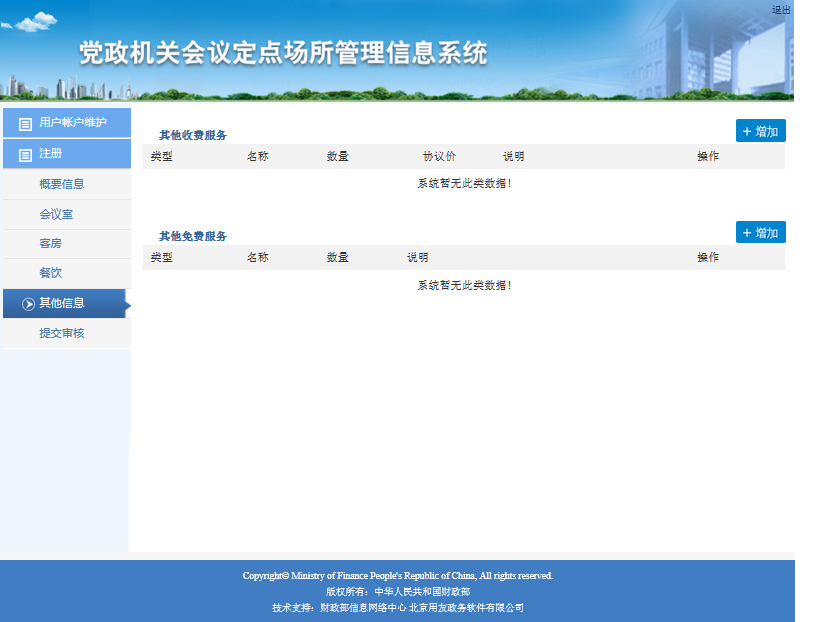 退出
党政机关会议定点场所管理信息系统
用户帐户维护
注册
概要信息
会议室
客房
餐饮
其他信息
提交审核
其他收费服务
+ 增加
类型 名称 数量 协议价 说明 操作
系统暂无此类数据!
其他免费服务
+ 增加
类型 名称 数量 说明 操作
系统暂无此类数据!
Copyright© Ministry of Finance People's Republic of China, All rights reserved.
版权所有：中华人民共和国财政部
技术支持：财政部信息网络中心 北京用友政务软件有限公司